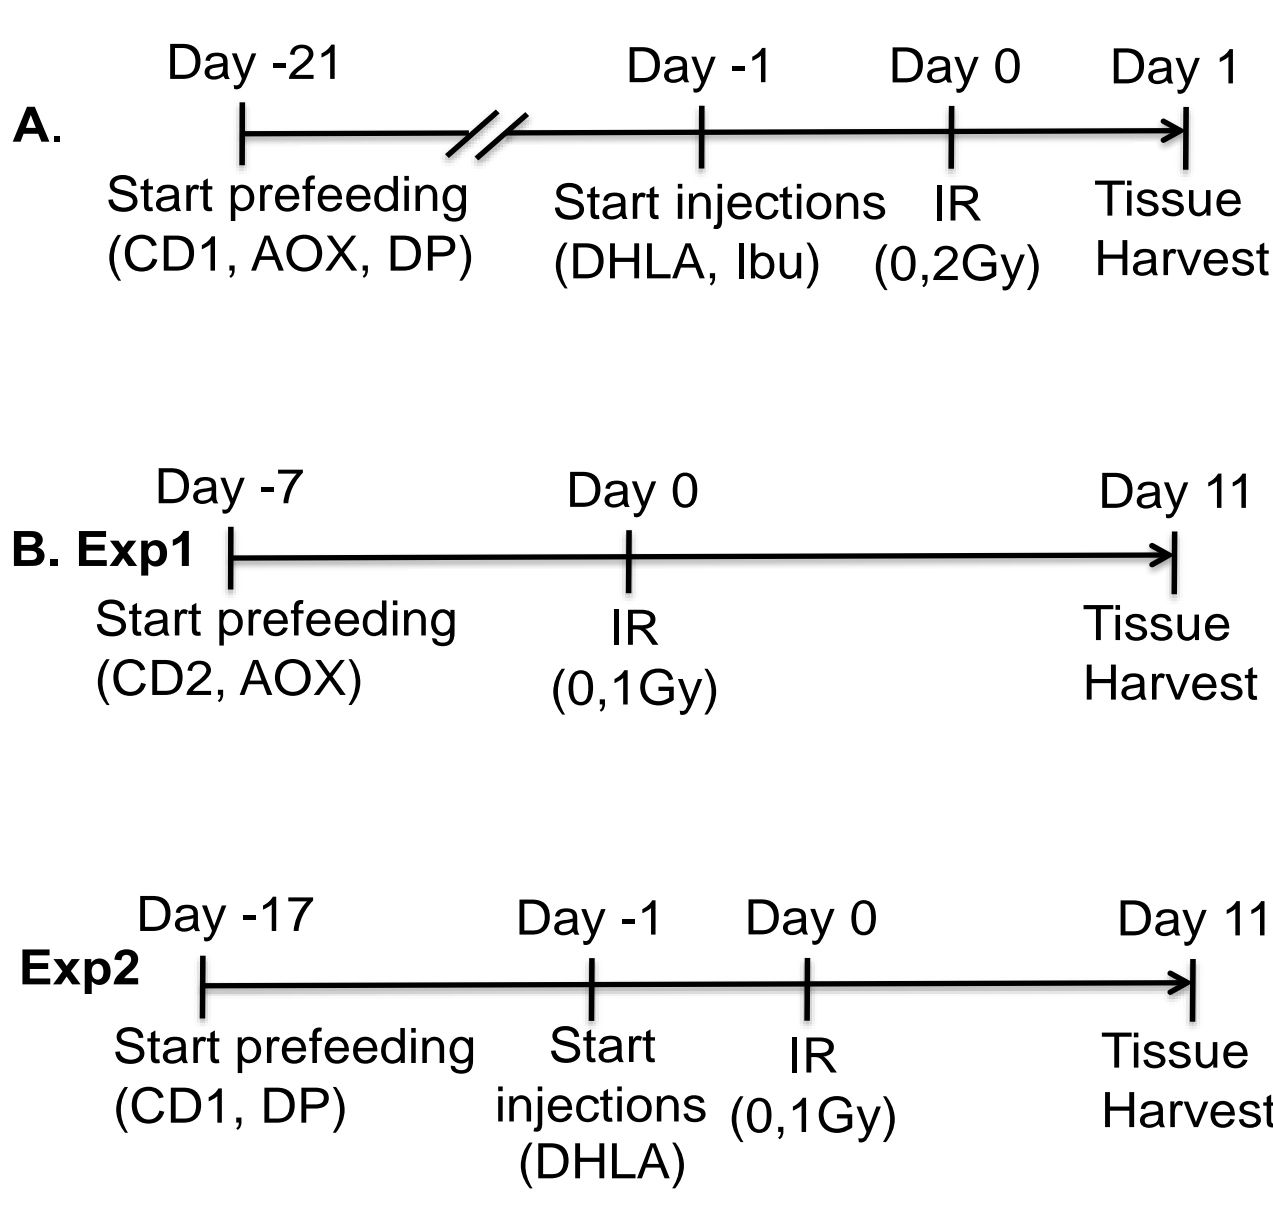 Day -21
Day -1
Day 0
Day 1
A.
Start prefeeding
(CD1, AOX, DP)
Start injections
(DHLA, Ibu)
IR
(0,2Gy)
Tissue
Harvest
Day -7
Day 0
Day 11
B. Exp1
Start prefeeding
(CD2, AOX)
IR
(0,1Gy)
Tissue
Harvest
Day -17
Day -1
Day 0
Day 11
Exp2
Start prefeeding
(CD1, DP)
Start
injections
(DHLA)
IR
(0,1Gy)
Tissue
Harvest